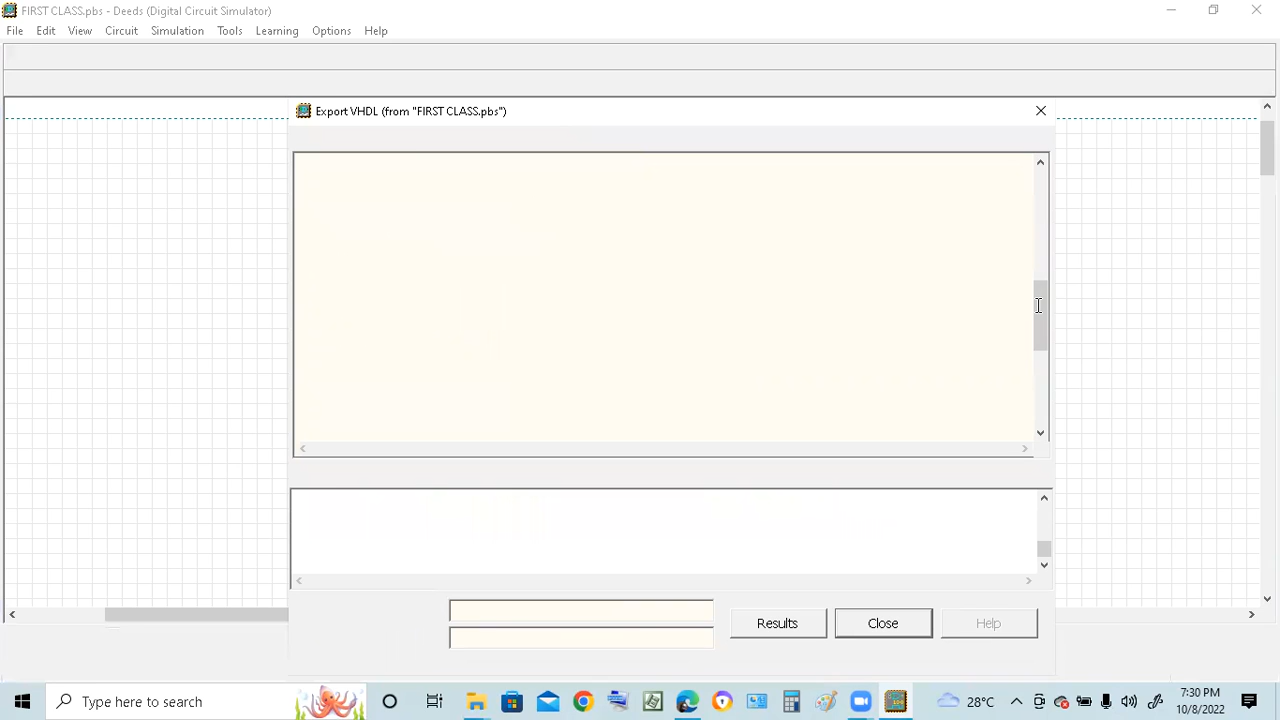 FIRST CLASS.pbs - Deeds (Digital Circuit Simulator)
File Edit View Circuit Simulation Tools Learning Options Help
Export VHDL (from "FIRST CLASS.pbs")
Results Close Help
Type here to search
28°C
7:30 PM
10/8/2022